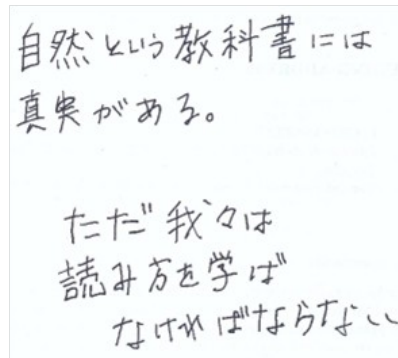 自然という教科書には
真実がある。
ただ我々は
読み方を学ば
なければならない